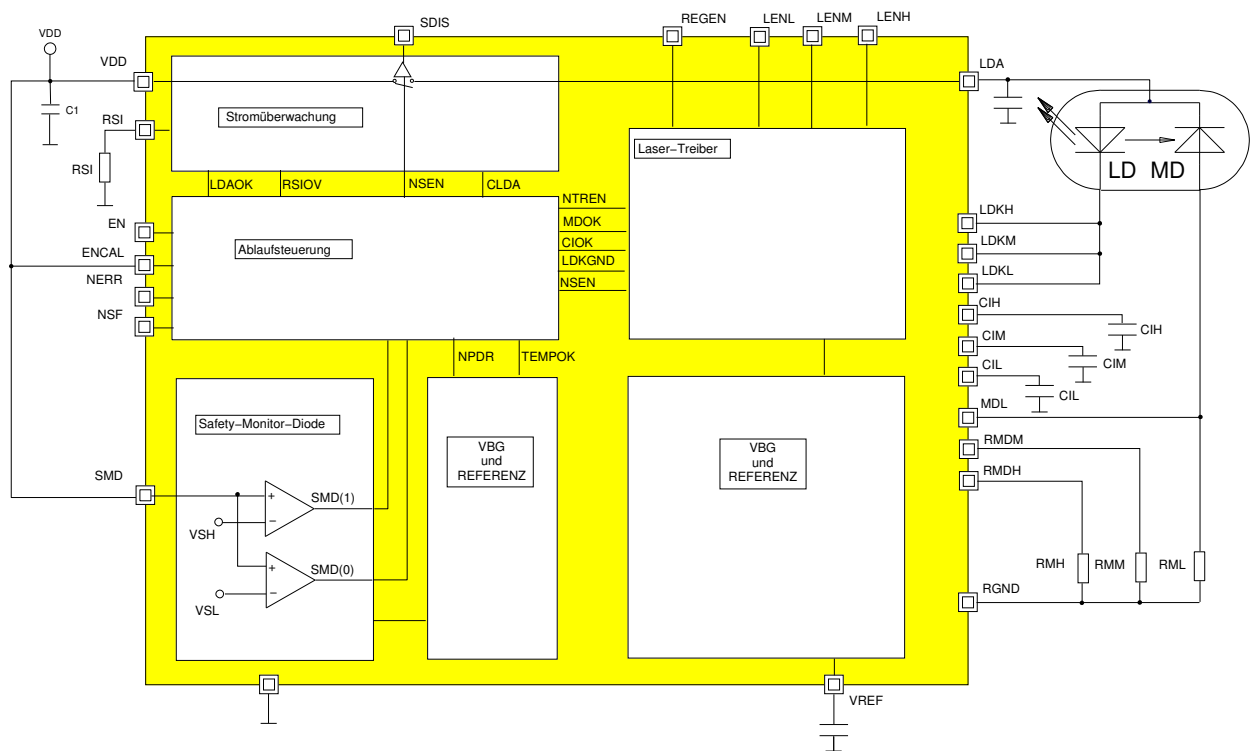 SDIS
REGEN
LENL
LENM
LENH
VDD
VDD
C1
LDA
RSI
RSI
Stromüberwachung
Laser-Treiber
LD MD
LDAOK
RSIOV
NSEN
CLDA
NTREN
MDOK
CIOK
LDKGND
NSEN
EN
ENCAL
NERR
NSF
Ablaufsteuerung
LDKH
LDKM
LDKL
CIH
CIH
CIM
CIM
CIL
CIL
MDL
RMDM
RMDH
NPDR
TEMPOK
Safety-Monitor-Diode
VBG
und
REFERENZ
VBG
und
REFERENZ
SMD
+
−
SMD(1)
VSH
+
−
SMD(0)
VSL
RMH
RMM
RML
RGND
VREF